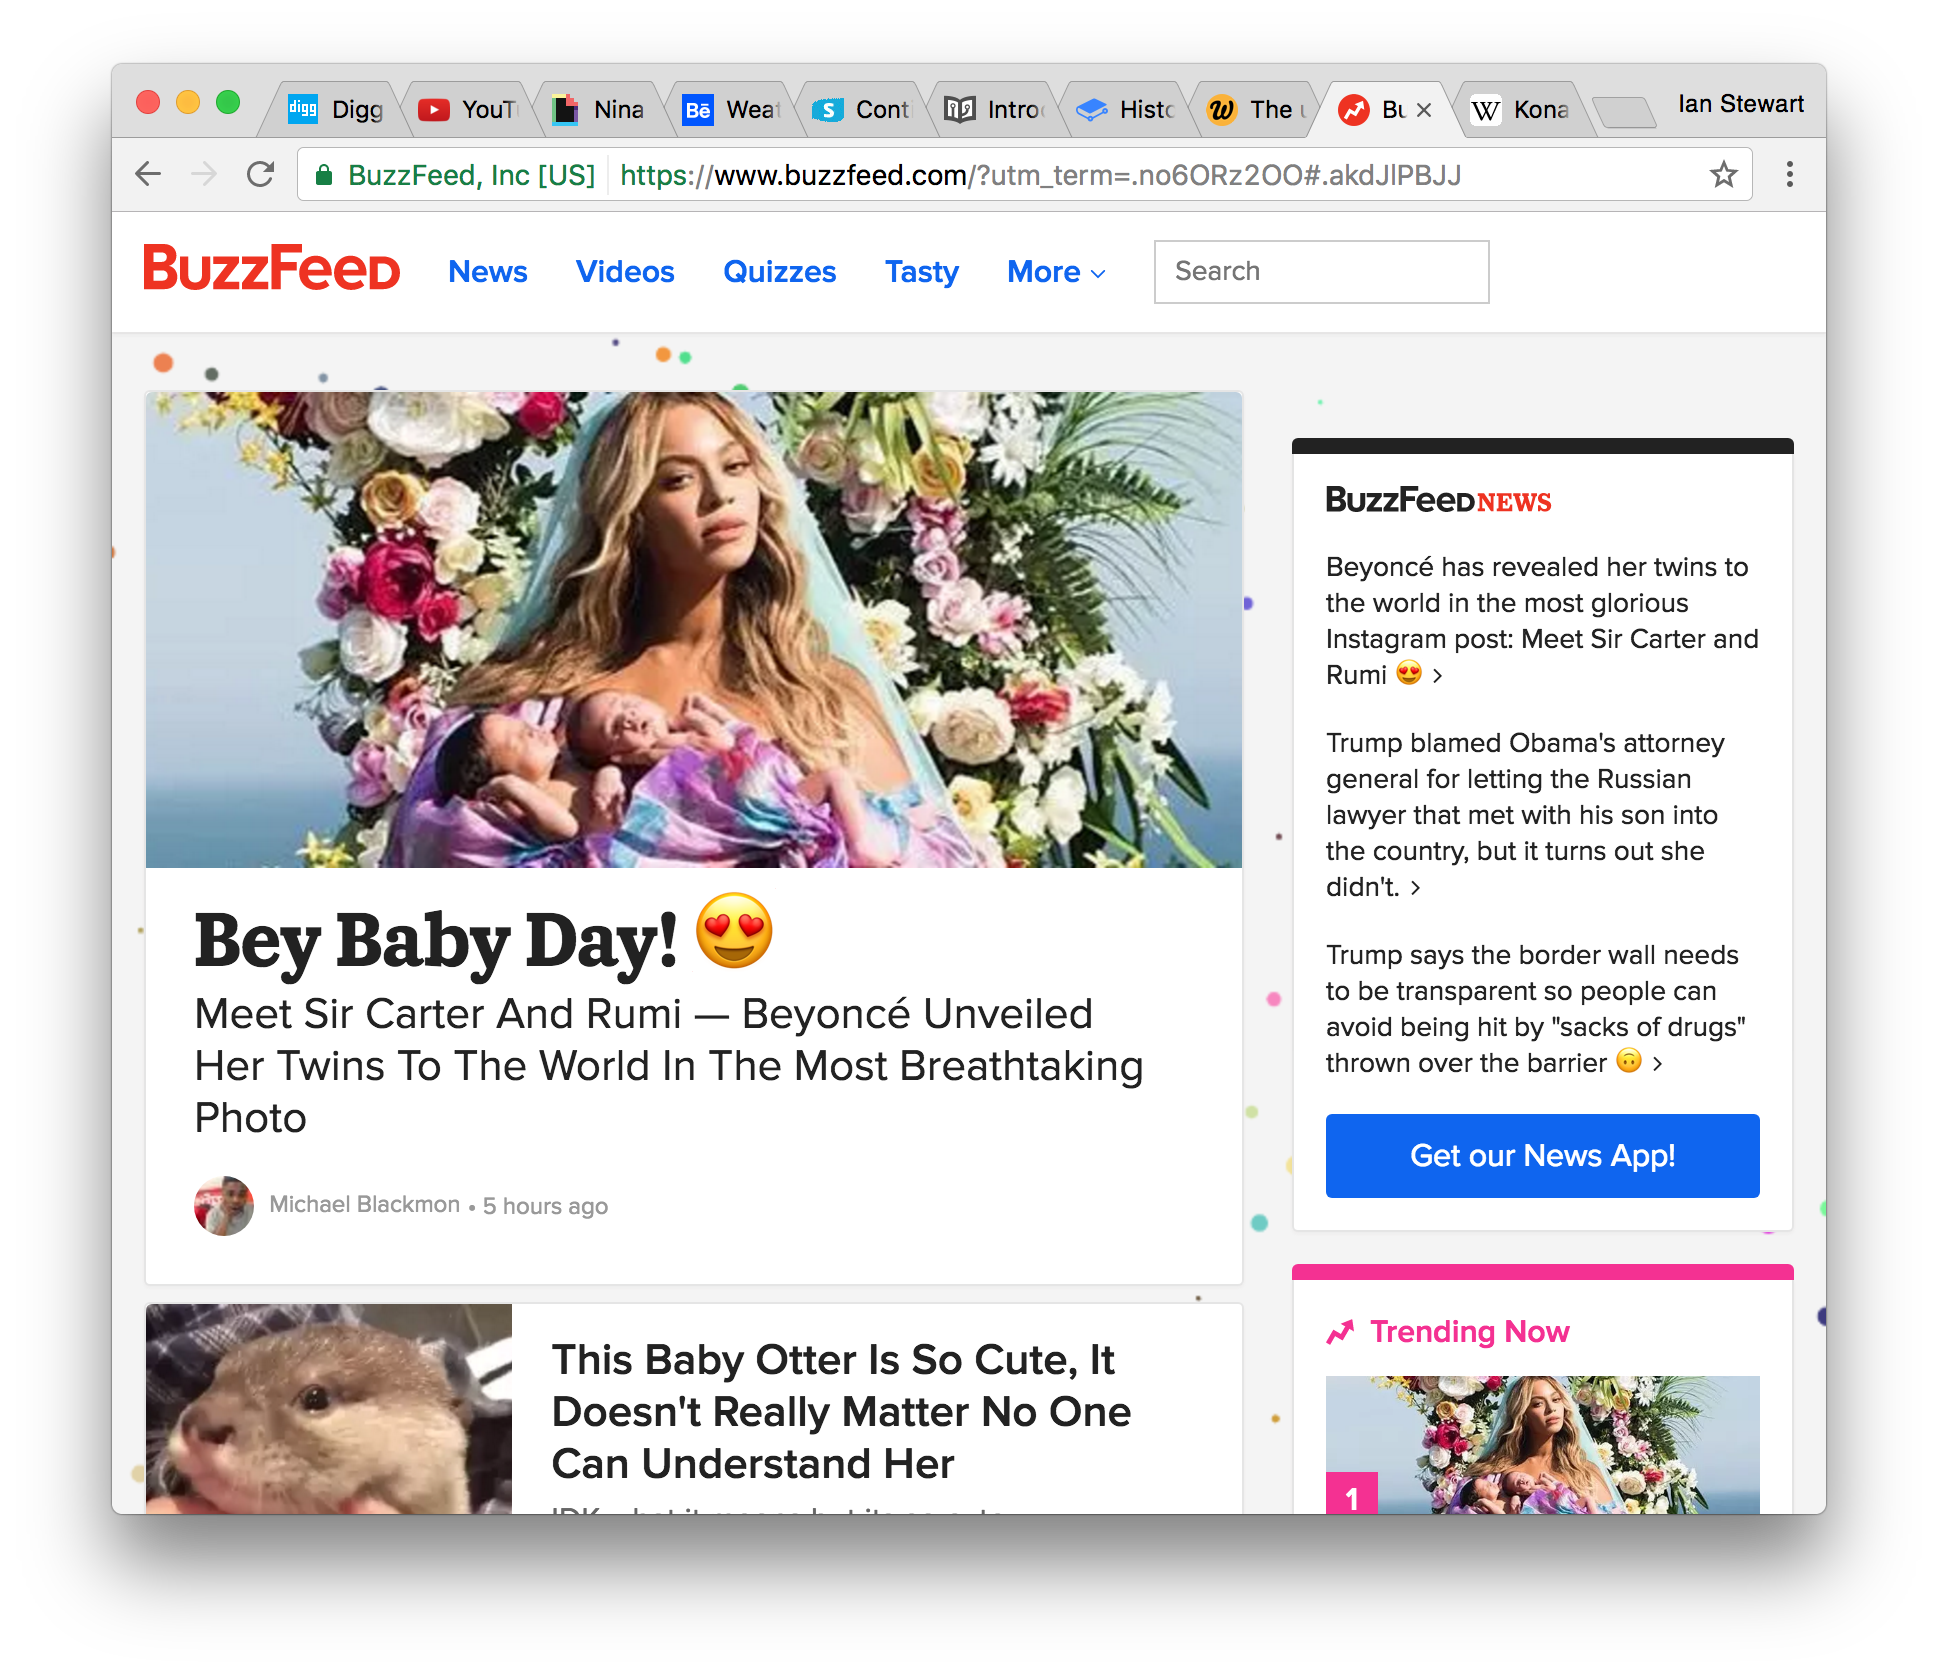 digg Digg
YouT
Nina
Bē Weat
S Conti
Intro
Histo
The u
Bu
W Kona
Ian Stewart
BuzzFeed, Inc [US] https://www.buzzfeed.com/?utm_term=.no6ORz2OO#.akdJlPBJJ
BuzzFeed News Videos Quizzes Tasty More Search
BuzzFeed NEWS
Beyoncé has revealed her twins to
the world in the most glorious
Instagram post: Meet Sir Carter and
Rumi 😍 ›
Trump blamed Obama's attorney
general for letting the Russian
lawyer that met with his son into
the country, but it turns out she
didn't. ›
Trump says the border wall needs
to be transparent so people can
avoid being hit by "sacks of drugs"
thrown over the barrier 🙃 ›
Get our News App!
Bey Baby Day! 😍
Meet Sir Carter And Rumi — Beyoncé Unveiled
Her Twins To The World In The Most Breathtaking
Photo
Michael Blackmon • 5 hours ago
This Baby Otter Is So Cute, It
Doesn't Really Matter No One
Can Understand Her
Trending Now
1